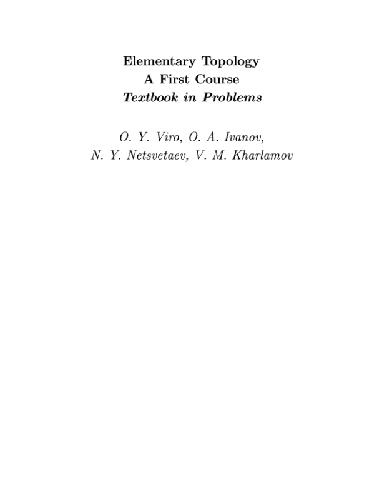 Elementary Topology
A First Course
Textbook in Problems
O. Y. Viro, O. A. Ivanov,
N. Y. Netsvetaev, V. M. Kharlamov